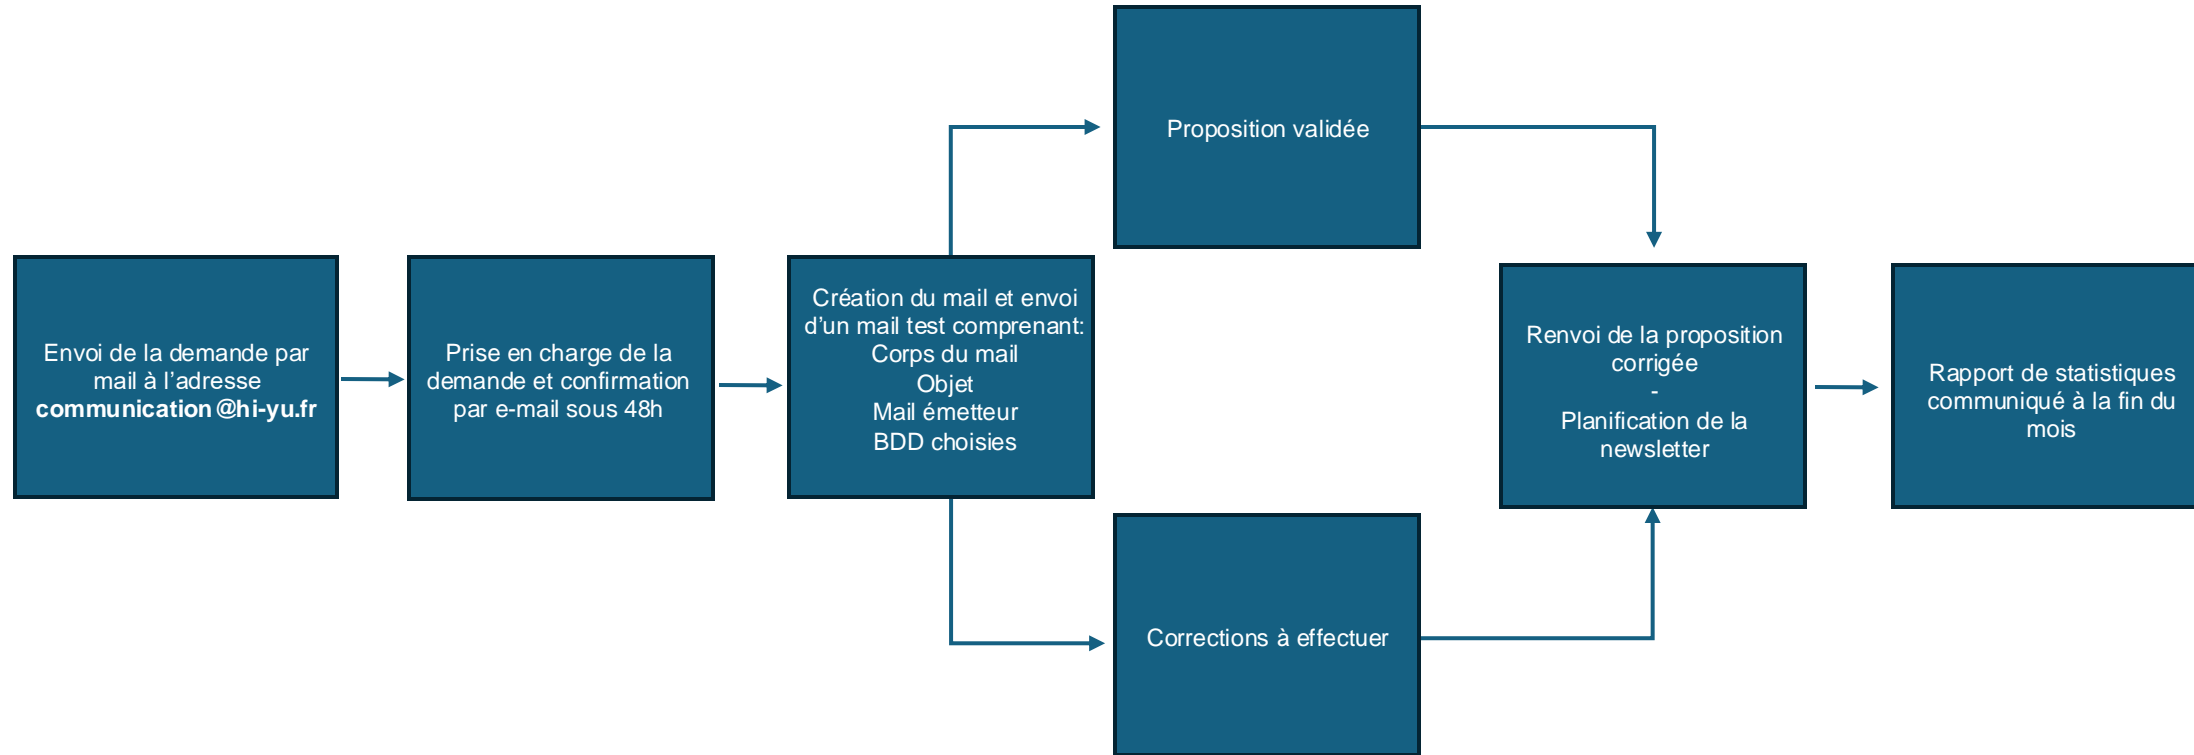 Envoi de la demande par
mail à l’adresse
communication@hi-yu.fr
Prise en charge de la
demande et confirmation
par e-mail sous 48h
Création du mail et envoi
d’un mail test comprenant:
Corps du mail
Objet
Mail émetteur
BDD choisies
Proposition validée
Corrections à effectuer
Renvoi de la proposition
corrigée
-
Planification de la
newsletter
Rapport de statistiques
communiqué à la fin du
mois